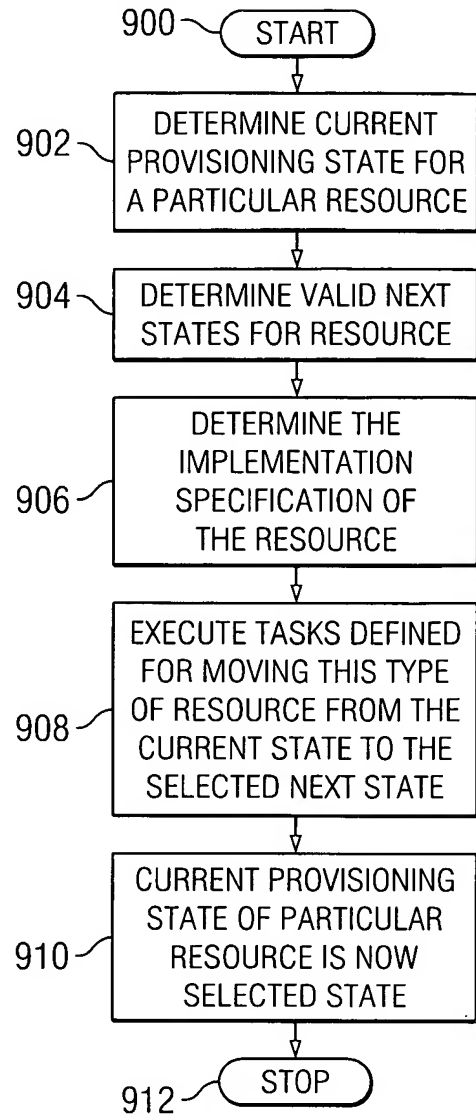 900
START
902
DETERMINE CURRENT
PROVISIONING STATE FOR
A PARTICULAR RESOURCE
904
DETERMINE VALID NEXT
STATES FOR RESOURCE
906
DETERMINE THE
IMPLEMENTATION
SPECIFICATION OF
THE RESOURCE
908
EXECUTE TASKS DEFINED
FOR MOVING THIS TYPE
OF RESOURCE FROM THE
CURRENT STATE TO THE
SELECTED NEXT STATE
910
CURRENT PROVISIONING
STATE OF PARTICULAR
RESOURCE IS NOW
SELECTED STATE
912
STOP